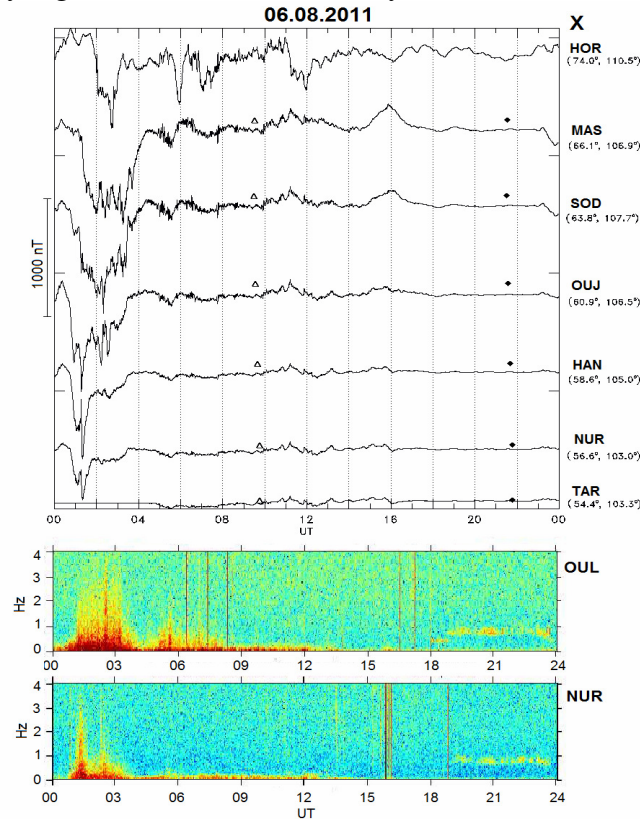 06.08.2011
X
HOR
(74.0°, 110.5°)
MAS
(66.1°, 106.9°)
SOD
(63.8°, 107.7°)
1000 nT
OUJ
(60.9°, 106.5°)
HAN
(58.6°, 105.0°)
NUR
(56.6°, 103.0°)
TAR
(54.4°, 103.3°)
00 04 08 12 16 20 00
UT
4 OUL
3
Hz
2
1
0
00 03 06 09 12 15 18 21 24
4 NUR
3
Hz
2
1
0
00 03 06 09 12 15 18 21 24
UT